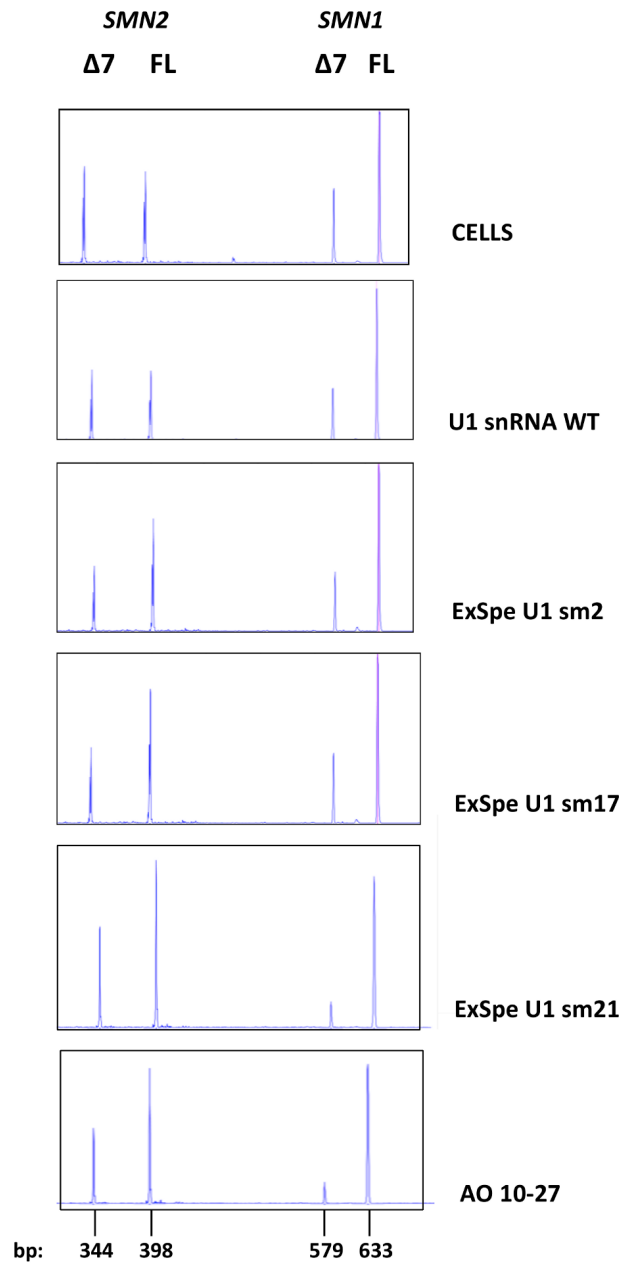 SMN2 SMN1
Δ7 FL Δ7 FL
CELLS
U1 snRNA WT
ExSpe U1 sm2
ExSpe U1 sm17
ExSpe U1 sm21
AO 10-27
bp: 344 398 579 633